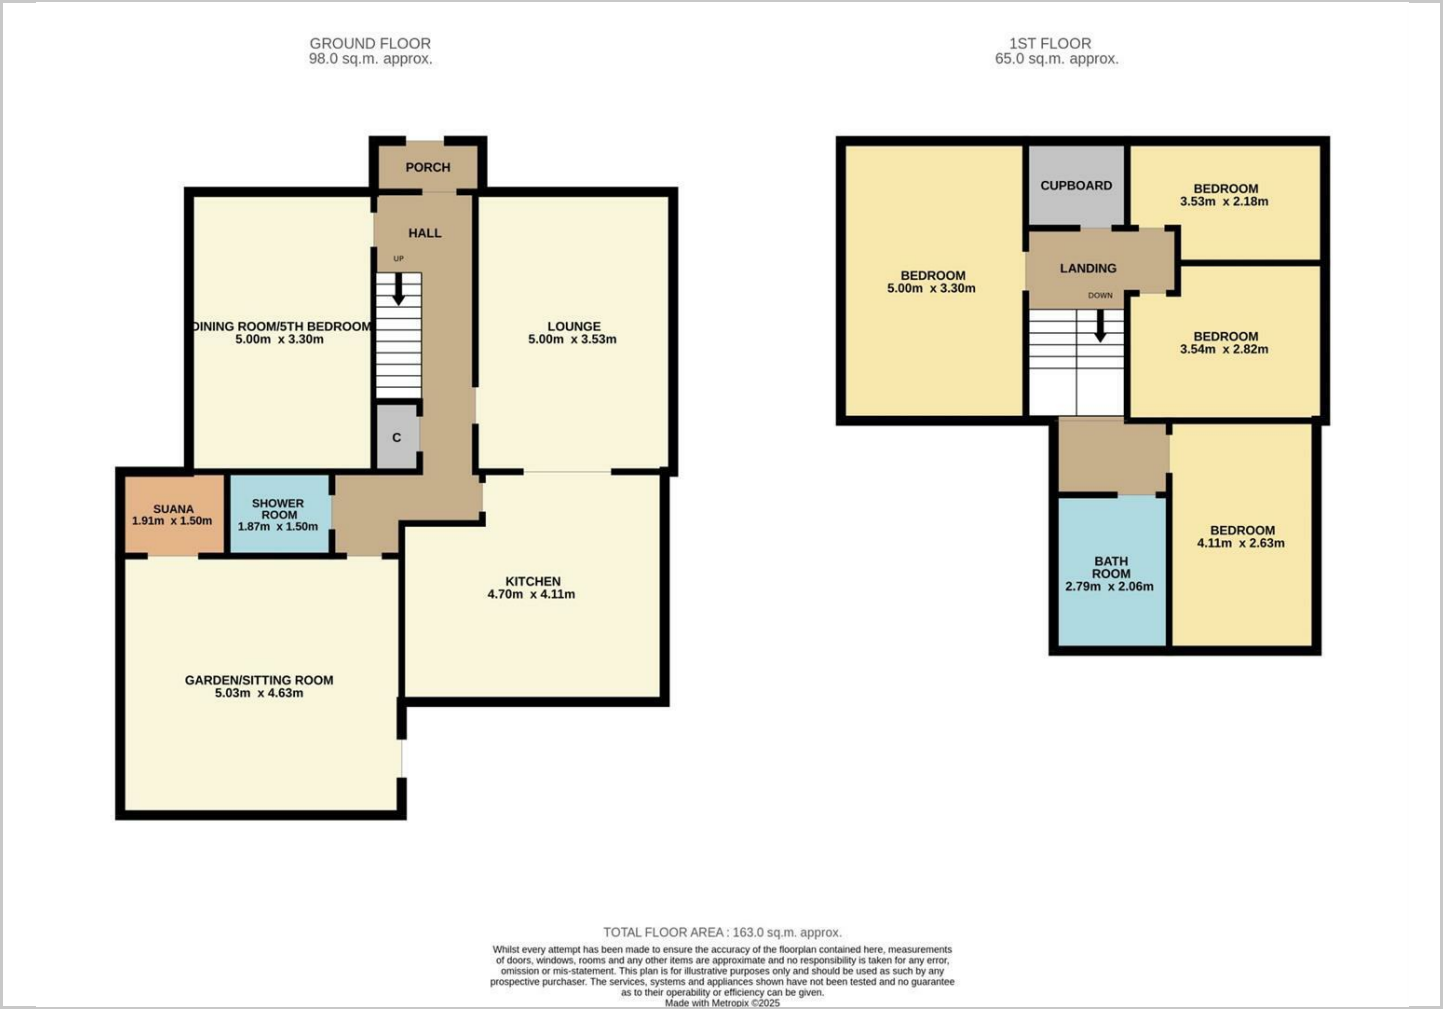 GROUND FLOOR
98.0 sq.m. approx.
1ST FLOOR
65.0 sq.m. approx.
PORCH
HALL
UP
DINING ROOM/5TH BEDROOM
5.00m x 3.30m
LOUNGE
5.00m x 3.53m
C
SUANA
1.91m x 1.50m
SHOWER
ROOM
1.87m x 1.50m
KITCHEN
4.70m x 4.11m
GARDEN/SITTING ROOM
5.03m x 4.63m
CUPBOARD
BEDROOM
3.53m x 2.18m
BEDROOM
5.00m x 3.30m
LANDING
DOWN
BEDROOM
3.54m x 2.82m
BEDROOM
4.11m x 2.63m
BATH
ROOM
2.79m x 2.06m
TOTAL FLOOR AREA : 163.0 sq.m. approx.
Whilst every attempt has been made to ensure the accuracy of the floorplan contained here, measurements
of doors, windows, rooms and any other items are approximate and no responsibility is taken for any error,
omission or mis-statement. This plan is for illustrative purposes only and should be used as such by any
prospective purchaser. The services, systems and appliances shown have not been tested and no guarantee
as to their operability or efficiency can be given.
Made with Metropix ©2025